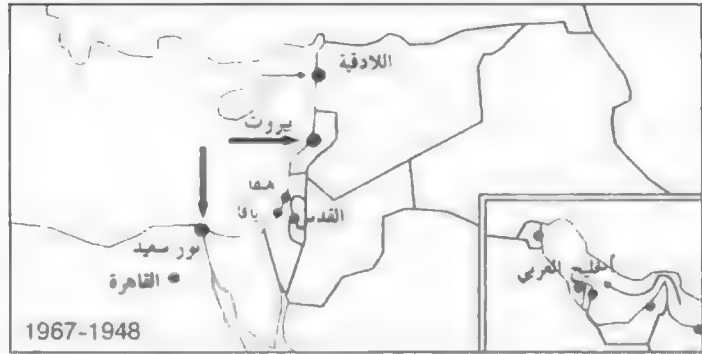 اللاذقية
بيروت
حيفا
يافا
القدس
بور سعيد
القاهرة
الخليج العربي
1967-1948